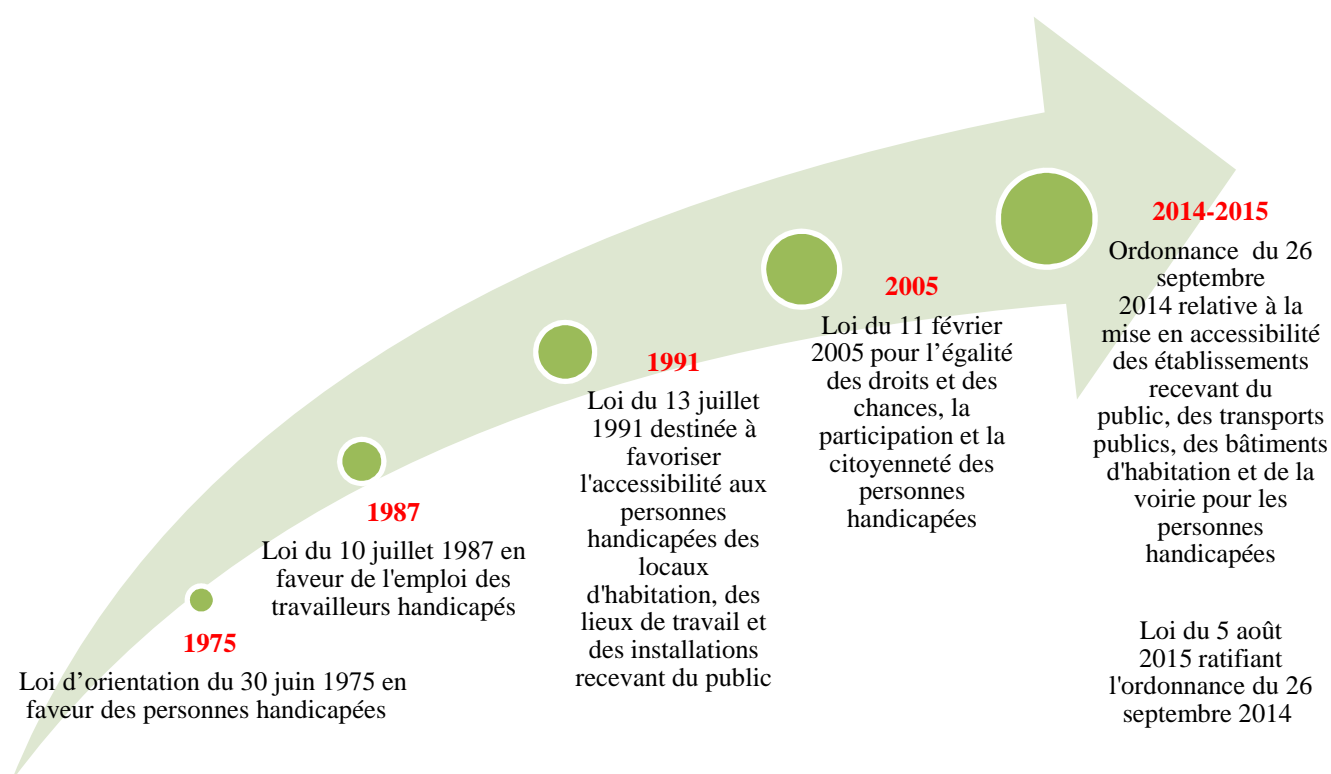 1975
Loi d’orientation du 30 juin 1975 en
faveur des personnes handicapées
1987
Loi du 10 juillet 1987 en
faveur de l'emploi des
travailleurs handicapés
1991
Loi du 13 juillet
1991 destinée à
favoriser
l'accessibilité aux
personnes
handicapées des
locaux
d'habitation, des
lieux de travail et
des installations
recevant du public
2005
Loi du 11 février
2005 pour l’égalité
des droits et des
chances, la
participation et la
citoyenneté des
personnes
handicapées
2014-2015
Ordonnance du 26
septembre
2014 relative à la
mise en accessibilité
des établissements
recevant du
public, des transports
publics, des bâtiments
d'habitation et de la
voirie pour les
personnes
handicapées
Loi du 5 août
2015 ratifiant
l'ordonnance du 26
septembre 2014